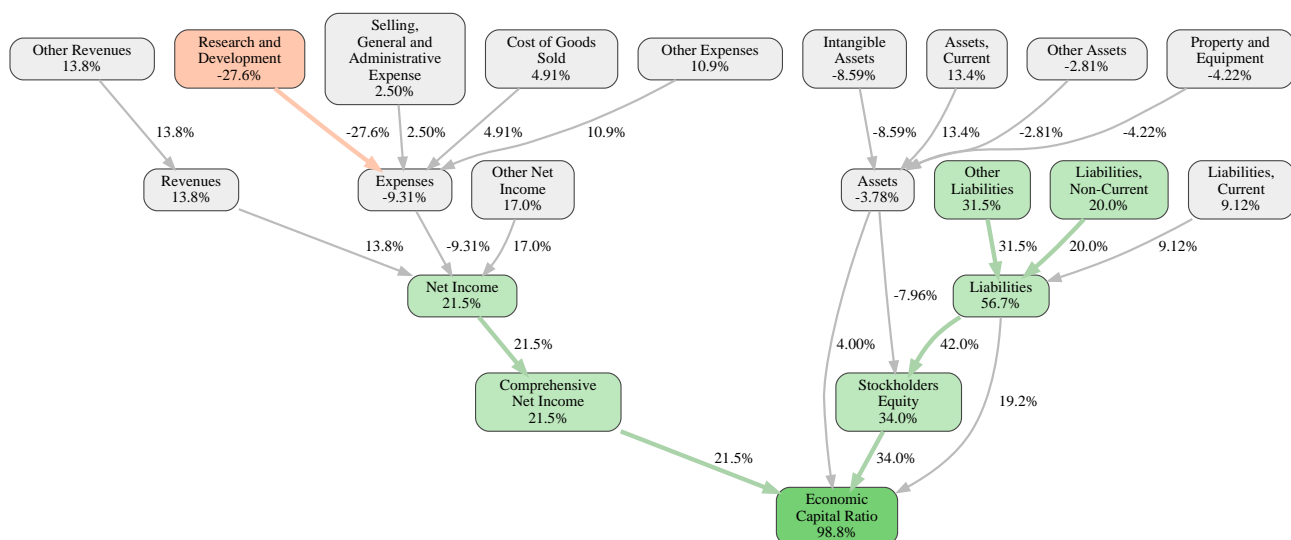 Other Revenues
13.8%
Research and
Development
-27.6%
Selling,
General and
Administrative
Expense
2.50%
Cost of Goods
Sold
4.91%
Other Expenses
10.9%
Intangible
Assets
-8.59%
Assets,
Current
13.4%
Other Assets
-2.81%
Property and
Equipment
-4.22%
13.8%
-27.6%
2.50%
4.91%
10.9%
-8.59%
13.4%
-2.81%
-4.22%
Revenues
13.8%
Expenses
-9.31%
Other Net
Income
17.0%
Assets
-3.78%
Other
Liabilities
31.5%
Liabilities,
Non-Current
20.0%
Liabilities,
Current
9.12%
13.8%
-9.31%
17.0%
31.5%
20.0%
9.12%
Net Income
21.5%
-7.96%
Liabilities
56.7%
21.5%
4.00%
42.0%
Comprehensive
Net Income
21.5%
Stockholders
Equity
34.0%
19.2%
21.5%
34.0%
Economic
Capital Ratio
98.8%